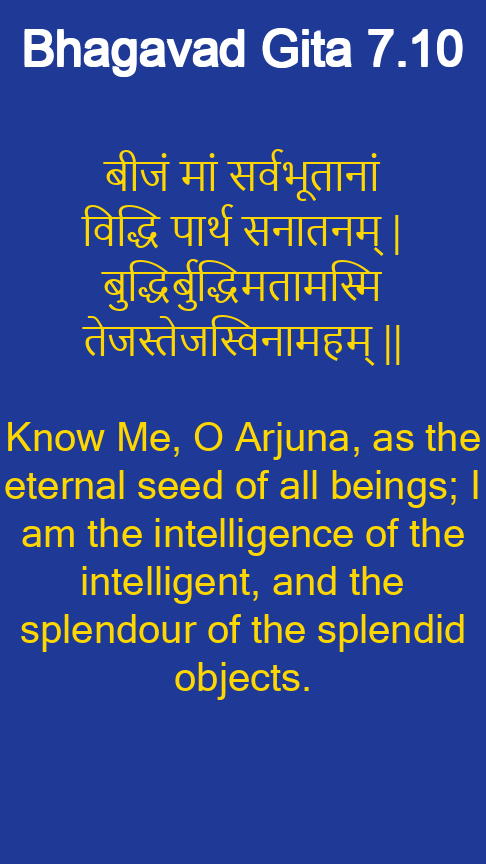 Bhagavad Gita 7.10
बीजं मां सर्वभूतानां
विद्धि पार्थ सनातनम् |
बुद्धिर्बुद्धिमतामस्मि
तेजस्तेजस्विनामहम् ||
Know Me, O Arjuna, as the
eternal seed of all beings; I
am the intelligence of the
intelligent, and the
splendour of the splendid
objects.